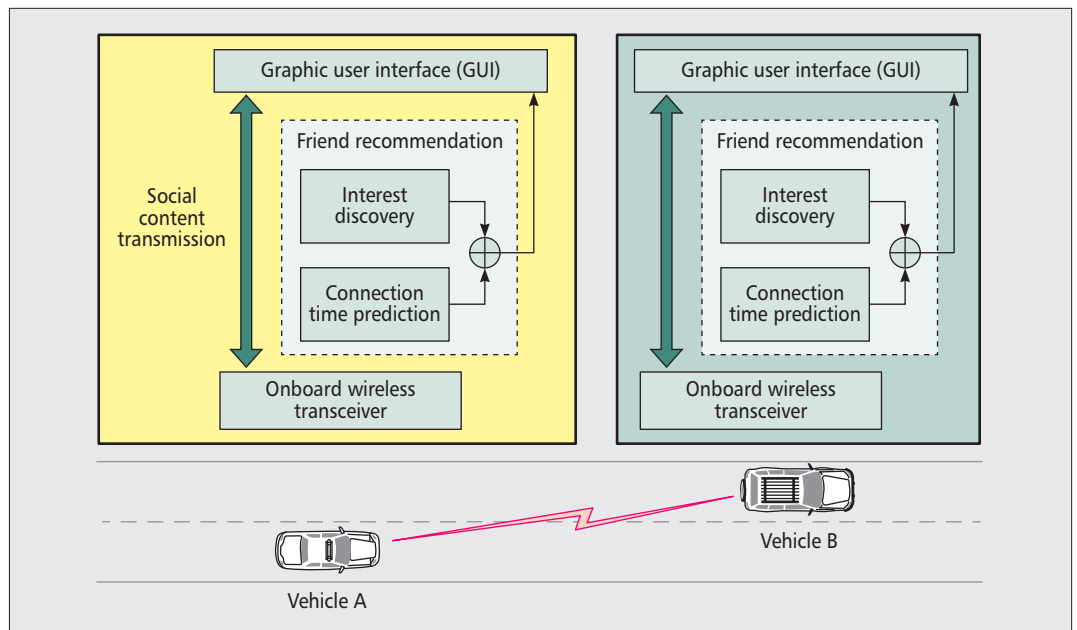 Graphic user interface (GUI)
Friend recommendation
Interest
discovery
Social
content
transmission
Connection
time prediction
Onboard wireless
transceiver
Graphic user interface (GUI)
Friend recommendation
Interest
discovery
Connection
time prediction
Onboard wireless
transceiver
Vehicle B
Vehicle A